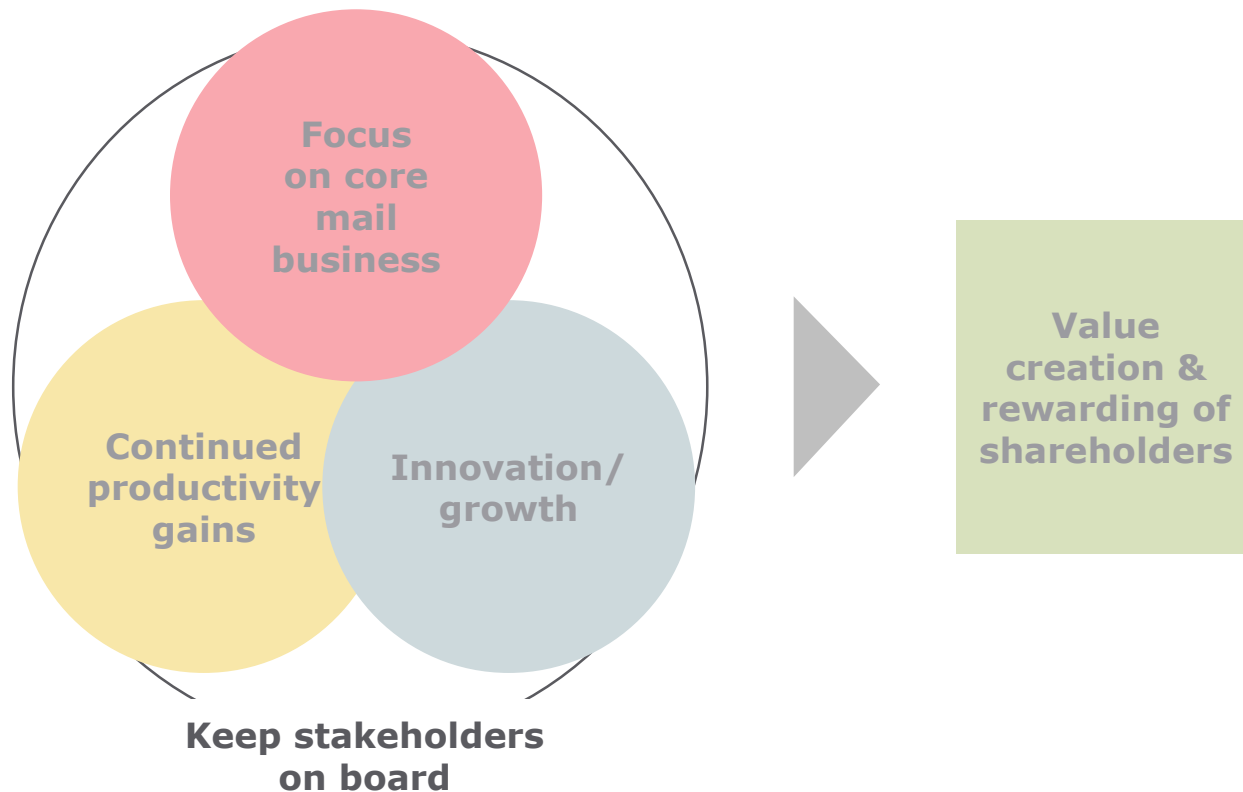 Focus
on core
mail
business
Continued
productivity
gains
Innovation/
growth
Keep stakeholders
on board
Value
creation &
rewarding of
shareholders